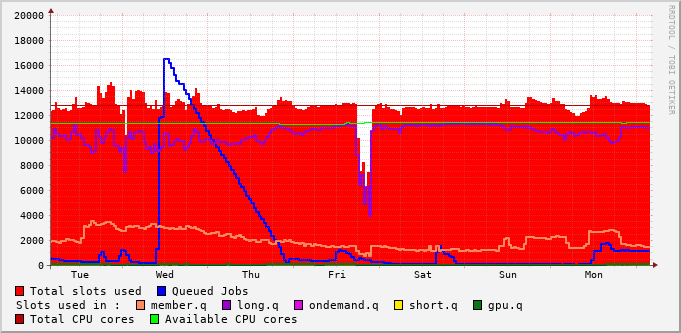 20000
18000
16000
14000
12000
10000
8000
6000
4000
2000
0
Tue Wed Thu Fri Sat Sun Mon
RRDTOOL / TOBI OETIKER
Total slots used Queued Jobs
Slots used in : member.q long.q ondemand.q short.q gpu.q
Total CPU cores Available CPU cores